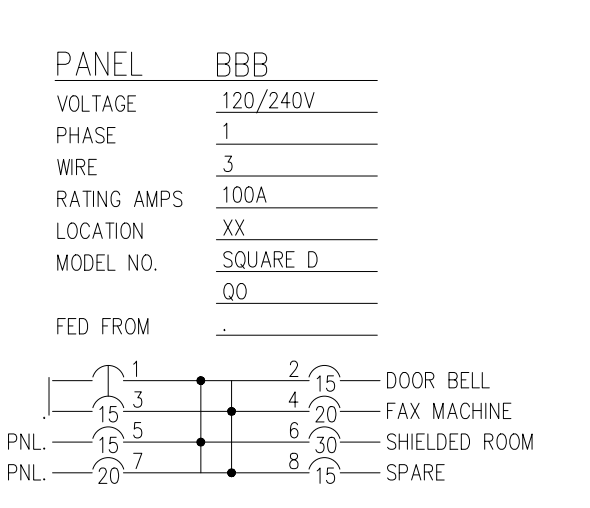 PANEL BBB
VOLTAGE 120/240V
PHASE 1
WIRE 3
RATING AMPS 100A
LOCATION XX
MODEL NO. SQUARE D
QO
FED FROM .
1 2 15 DOOR BELL
. 15 3 4 20 FAX MACHINE
PNL. 15 5 6 30 SHIELDED ROOM
PNL. 20 7 8 15 SPARE